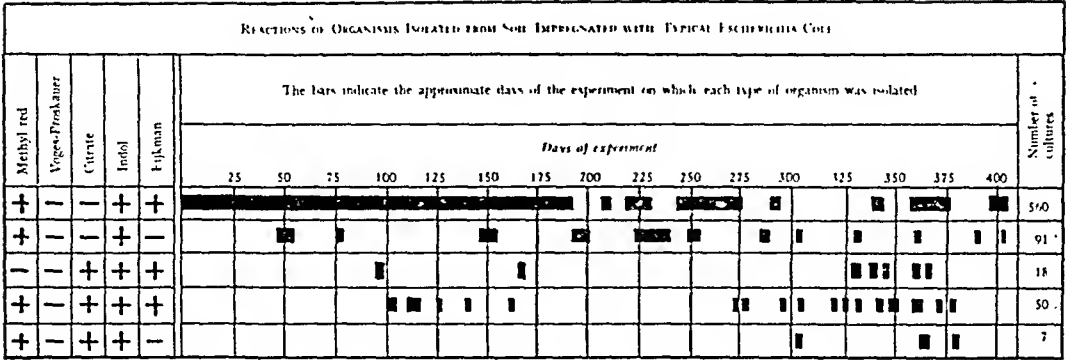 REACTIONS OF ORGANISMS ISOLATED FROM SOIL IMPREGNATED WITH TYPICAL ESCHERICHIA COLI
Methyl red
Voges-Proskauer
Citrate
Indol
Eijkman
The bars indicate the approximate days of the experiment on which each type of organism was isolated
Number of cultures
Days of experiment
25 50 75 100 125 150 175 200 225 250 275 300 325 350 375 400
+ − − + + 560
+ − − + − 91
− − + + + 18
+ − + + + 50
+ − + + − 7